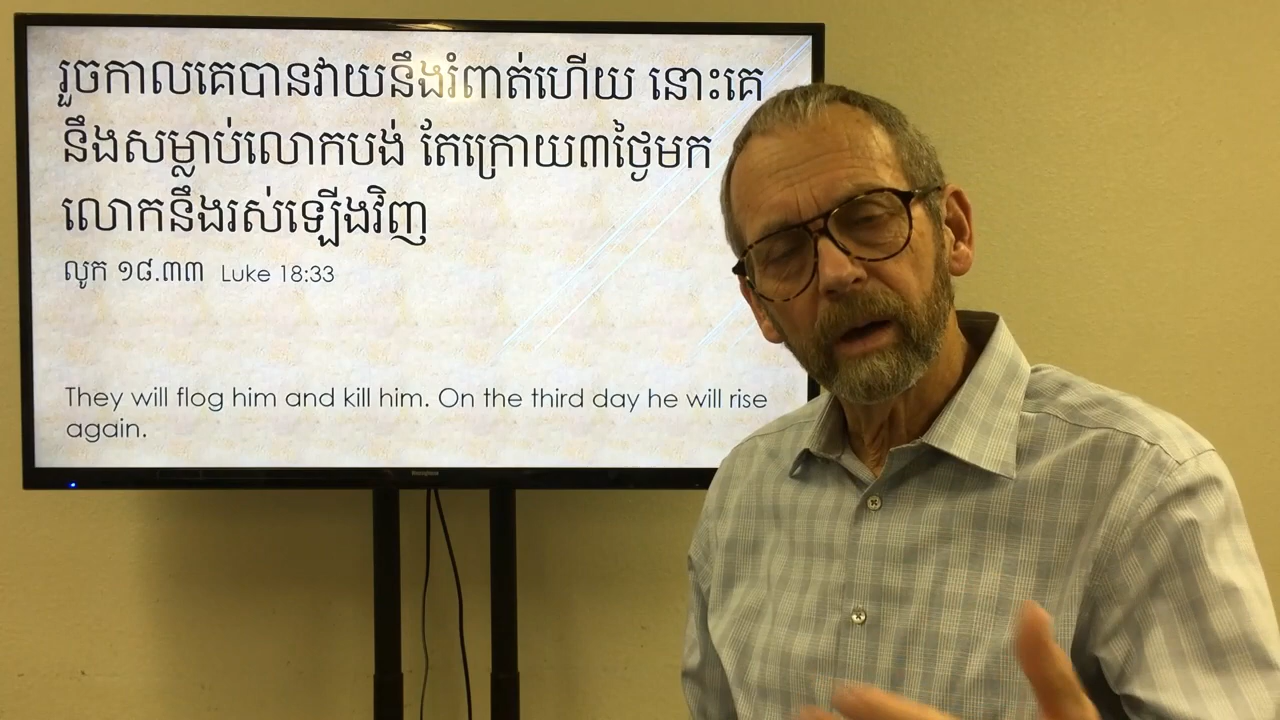 រួចកាលគេបានវាយនឹងរំពាត់ហើយ នោះគេ
នឹងសម្លាប់លោកបង់ តែក្រោយ៣ថ្ងៃមក
លោកនឹងរស់ឡើងវិញ
លូក ១៨.៣៣ Luke 18:33
They will flog him and kill him. On the third day he will rise
again.